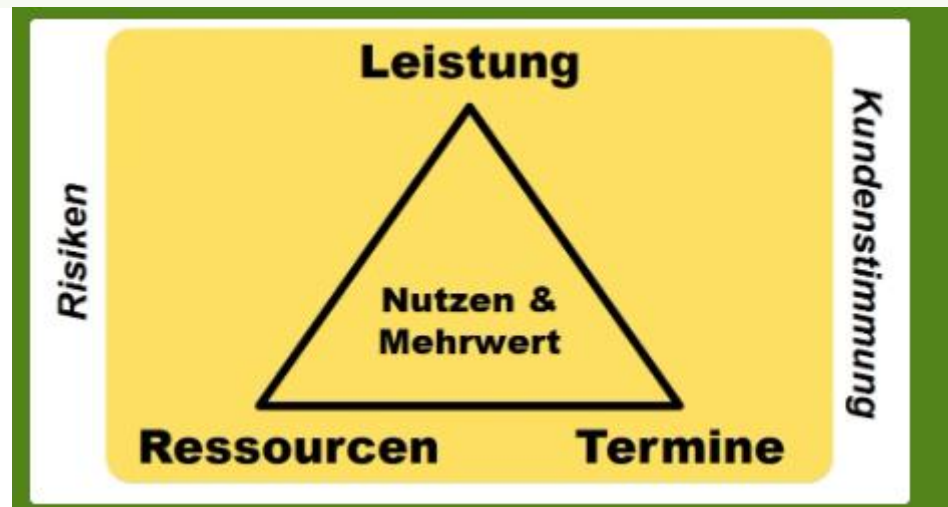 Leistung
Risiken
Kundenstimmung
Nutzen &
Mehrwert
Ressourcen
Termine